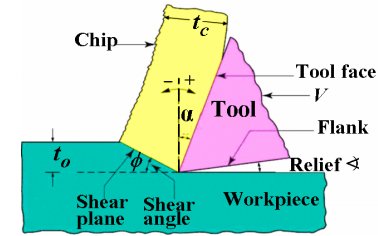 t_c
Chip
Tool face
V
- +
α
Tool
Flank
t_o
ϕ
Relief ∢
Shear plane
Shear angle
Workpiece